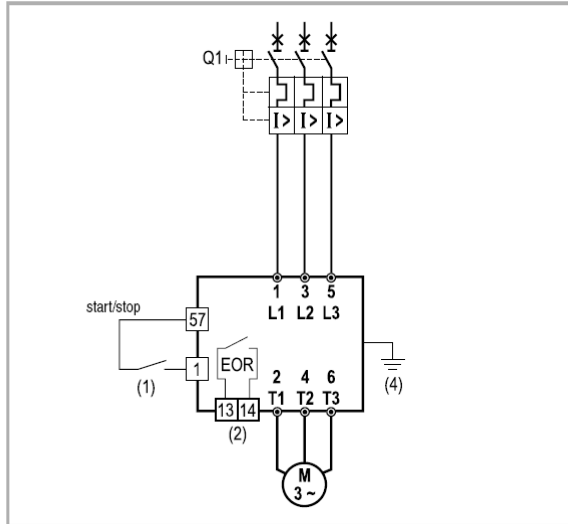 Q1
I> I> I>
1 3 5
L1 L2 L3
start/stop
57
1
(1)
EOR
13 14
(2)
2 4 6
T1 T2 T3
(4)
M
3 ~